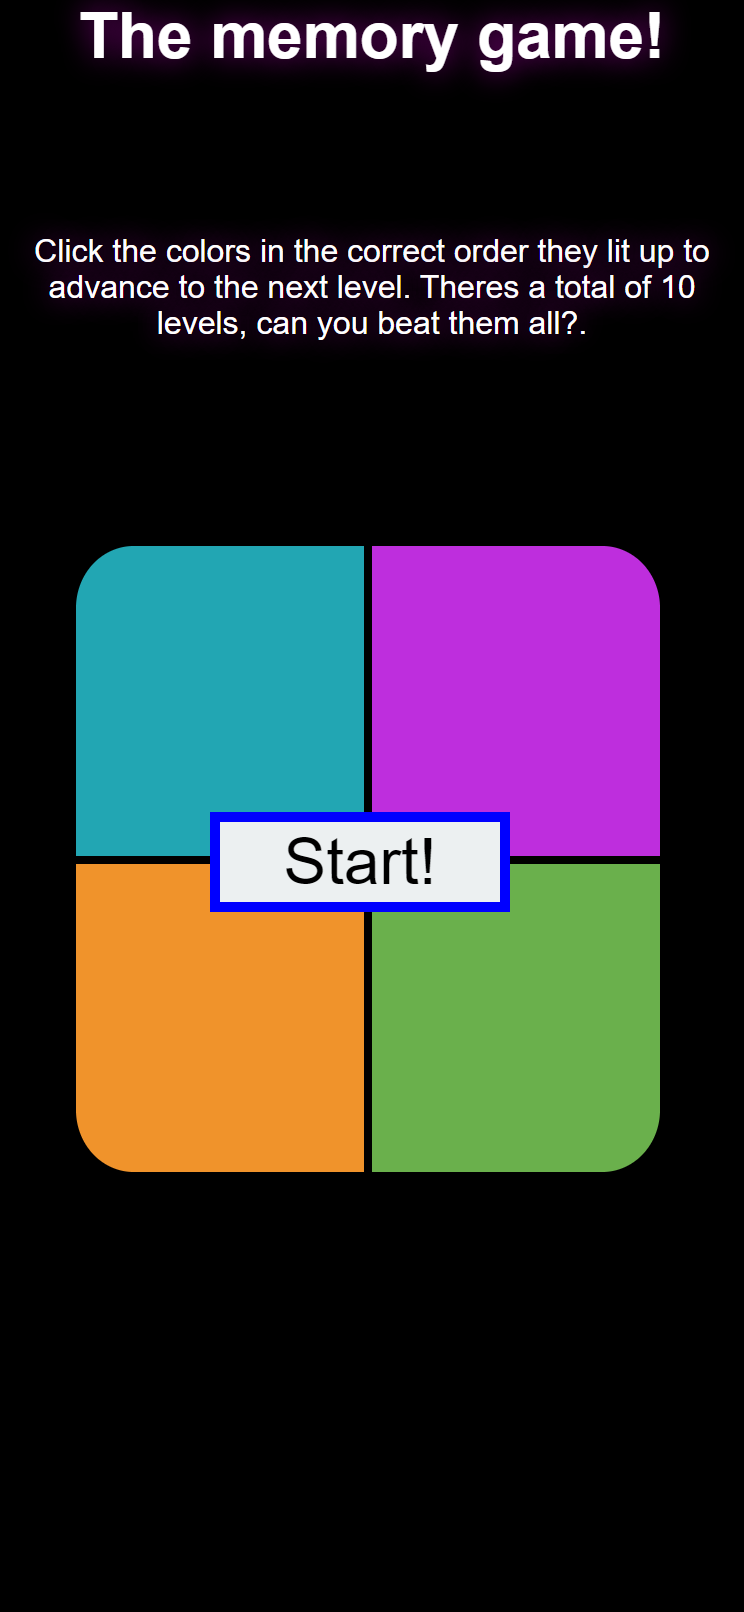 The memory game!
Click the colors in the correct order they lit up to
advance to the next level. Theres a total of 10
levels, can you beat them all?.
Start!